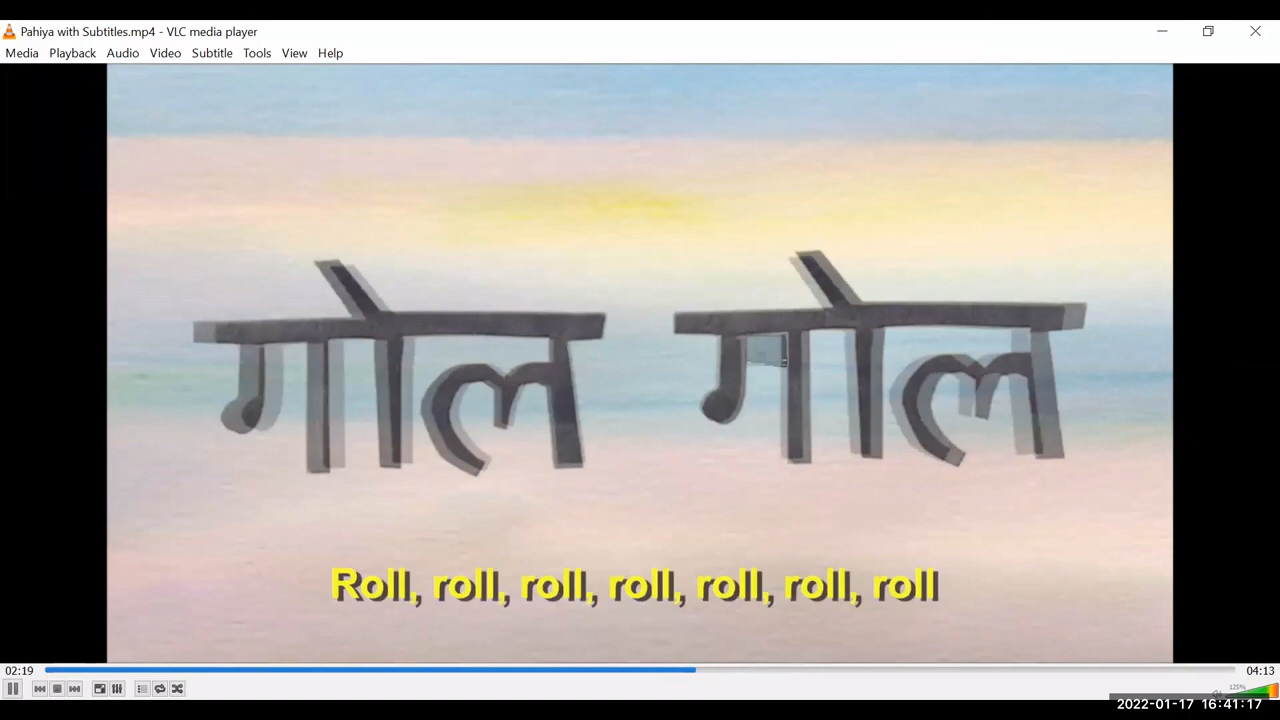 Pahiya with Subtitles.mp4 - VLC media player
Media Playback Audio Video Subtitle Tools View Help
गोल गोल
Roll, roll, roll, roll, roll, roll, roll
02:19 04:13
125%
2022-01-17 16:41:17